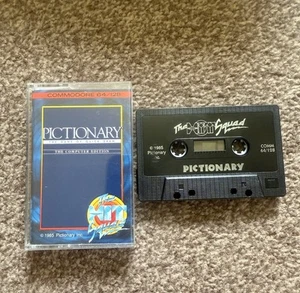 COMMODORE 64/128
PICTIONARY
THE COMPUTER EDITION
© 1985 Pictionary Inc.
The Hit Squad
© 1985
Pictionary
Inc.
COMM
64/128
PICTIONARY